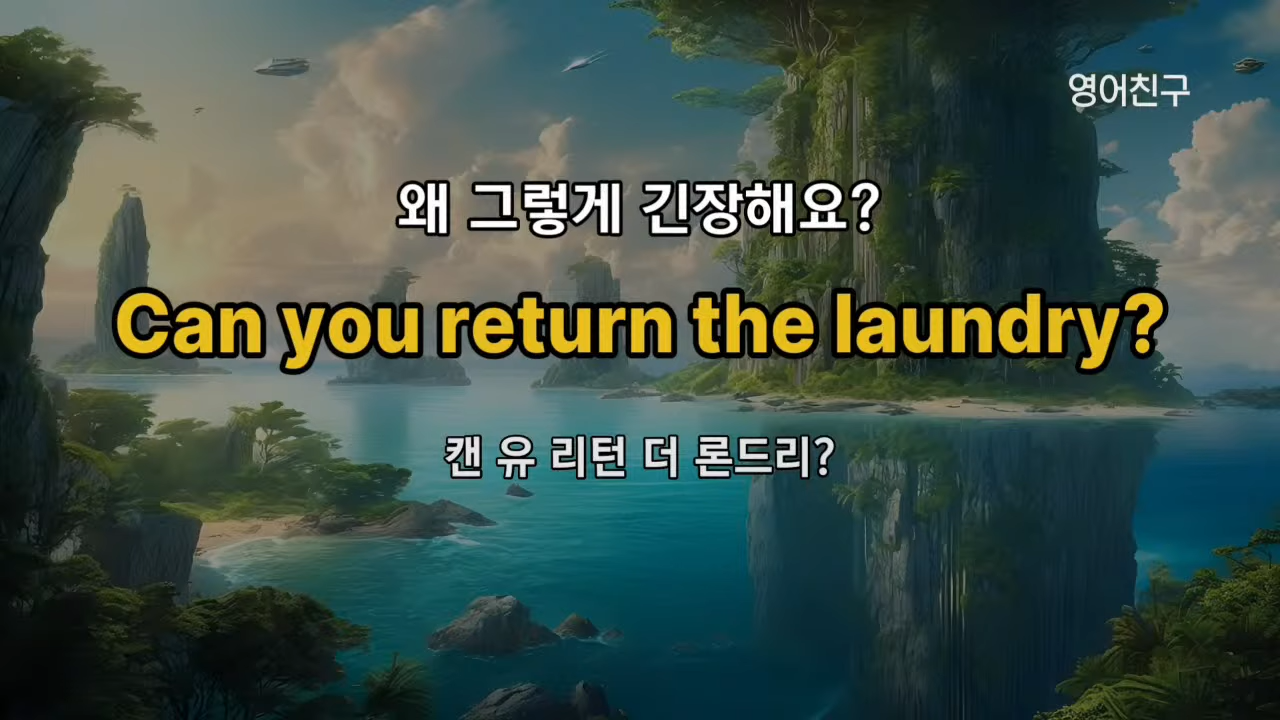 영어친구
왜 그렇게 긴장해요?
Can you return the laundry?
캔 유 리턴 더 론드리?